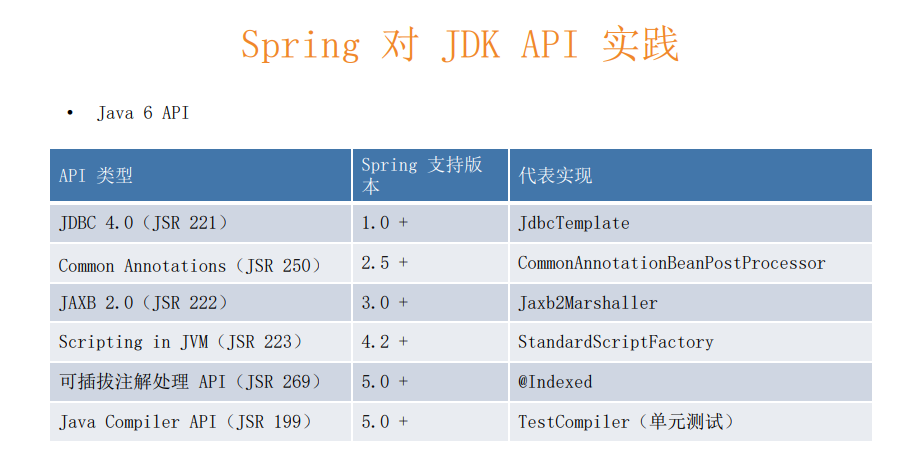 Spring 对 JDK API 实践
• Java 6 API
API 类型 Spring 支持版本 代表实现
JDBC 4.0（JSR 221） 1.0 + JdbcTemplate
Common Annotations（JSR 250） 2.5 + CommonAnnotationBeanPostProcessor
JAXB 2.0（JSR 222） 3.0 + Jaxb2Marshaller
Scripting in JVM（JSR 223） 4.2 + StandardScriptFactory
可插拔注解处理 API（JSR 269） 5.0 + @Indexed
Java Compiler API（JSR 199） 5.0 + TestCompiler（单元测试）